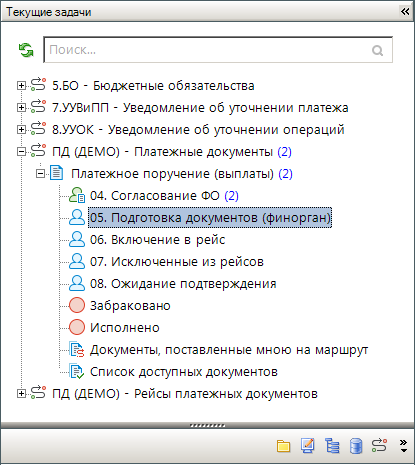 Текущие задачи
Поиск...
5.БО - Бюджетные обязательства
7.УУВиПП - Уведомление об уточнении платежа
8.УУОК - Уведомление об уточнении операций
ПД (ДЕМО) - Платежные документы (2)
Платежное поручение (выплаты) (2)
04. Согласование ФО (2)
05. Подготовка документов (финорган)
06. Включение в рейс
07. Исключенные из рейсов
08. Ожидание подтверждения
Забраковано
Исполнено
Документы, поставленные мною на маршрут
Список доступных документов
ПД (ДЕМО) - Рейсы платежных документов